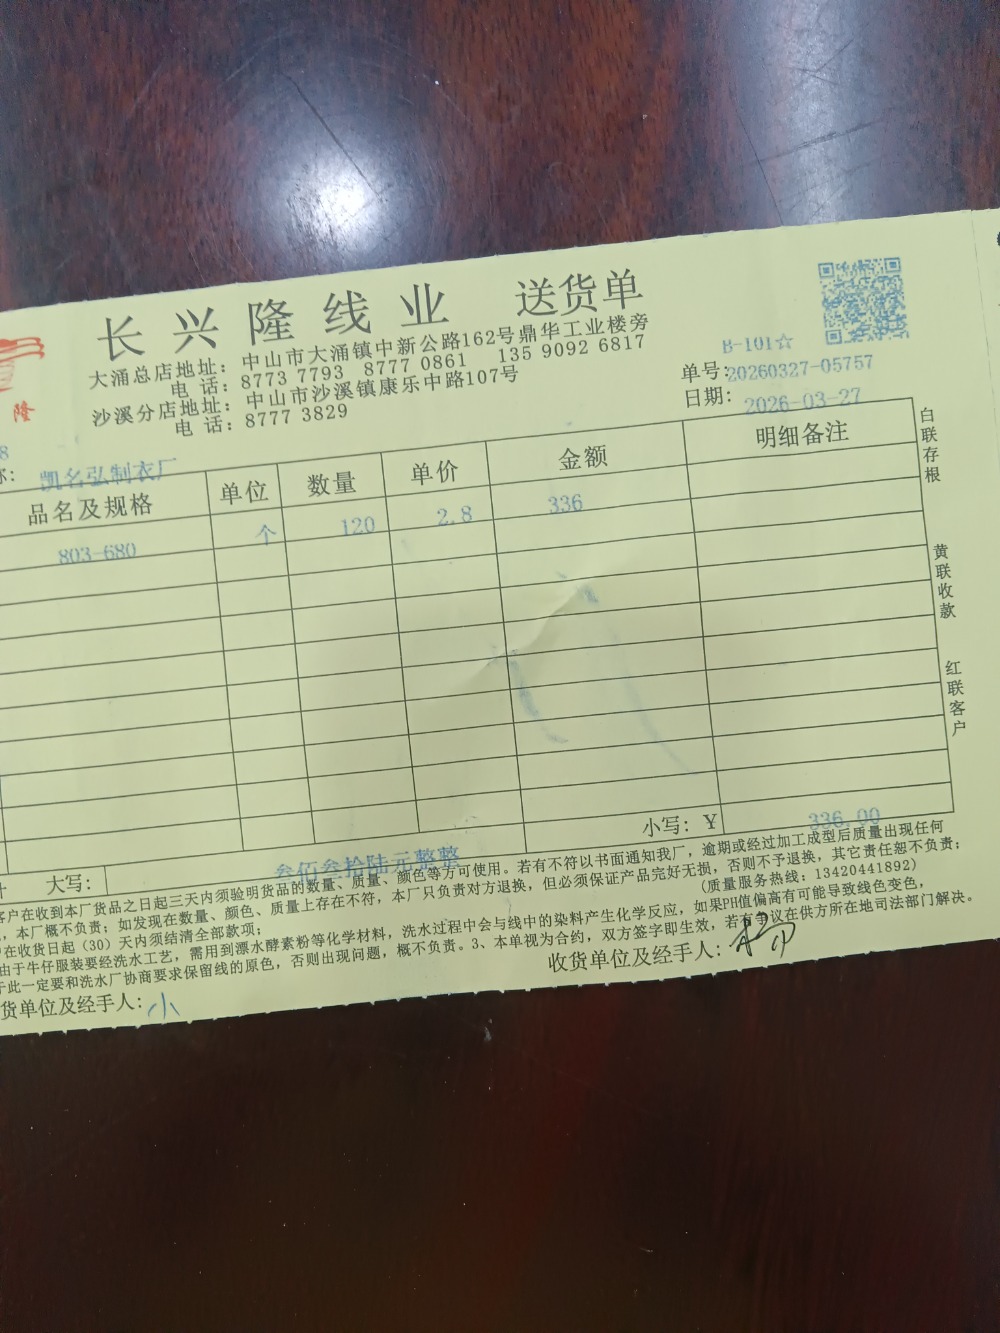 长兴隆线业 送货单
大涌总店地址：中山市大涌镇中新公路162号鼎华工业楼旁
电 话：8773 7793 8777 0861 135 9092 6817
沙溪分店地址：中山市沙溪镇康乐中路107号
电 话：8777 3829
隆
B-101☆
单号：20260327-05757
日期：2026-03-27
8
称：凯名弘制衣厂
品名及规格 单位 数量 单价 金额 明细备注
803-680 个 120 2.8 336
小写：￥ 336.00
计 大写：叁佰叁拾陆元整整
白联存根
黄联收款
红联客户
客户在收到本厂货品之日起三天内须验明货品的数量、质量、颜色等方可使用。若有不符以书面通知我厂，逾期或经过加工成型后质量出现任何
，本厂概不负责；如发现在数量、颜色、质量上存在不符，本厂只负责对方退换，但必须保证产品完好无损，否则不予退换，其它责任恕不负责；
户在收货日起（30）天内须结清全部款项；
（质量服务热线：13420441892）
由于牛仔服装要经洗水工艺，需用到漂水酵素粉等化学材料，洗水过程中会与线中的染料产生化学反应，如果PH值偏高有可能导致线色变色，
于此一定要和洗水厂协商要求保留线的原色，否则出现问题，概不负责。3、本单视为合约，双方签字即生效，若有争议在供方所在地司法部门解决。
货单位及经手人：小
收货单位及经手人：